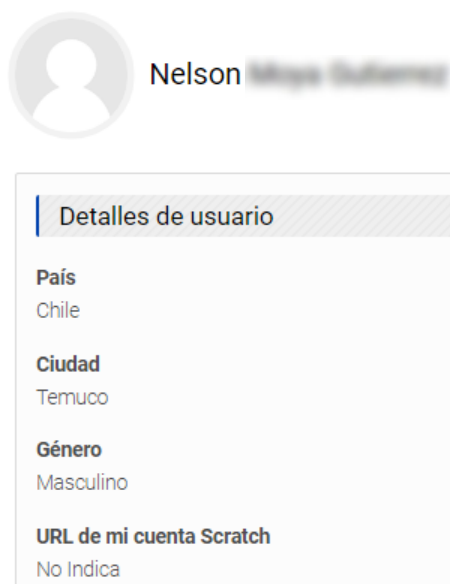 Nelson
Detalles de usuario
País
Chile
Ciudad
Temuco
Género
Masculino
URL de mi cuenta Scratch
No Indica